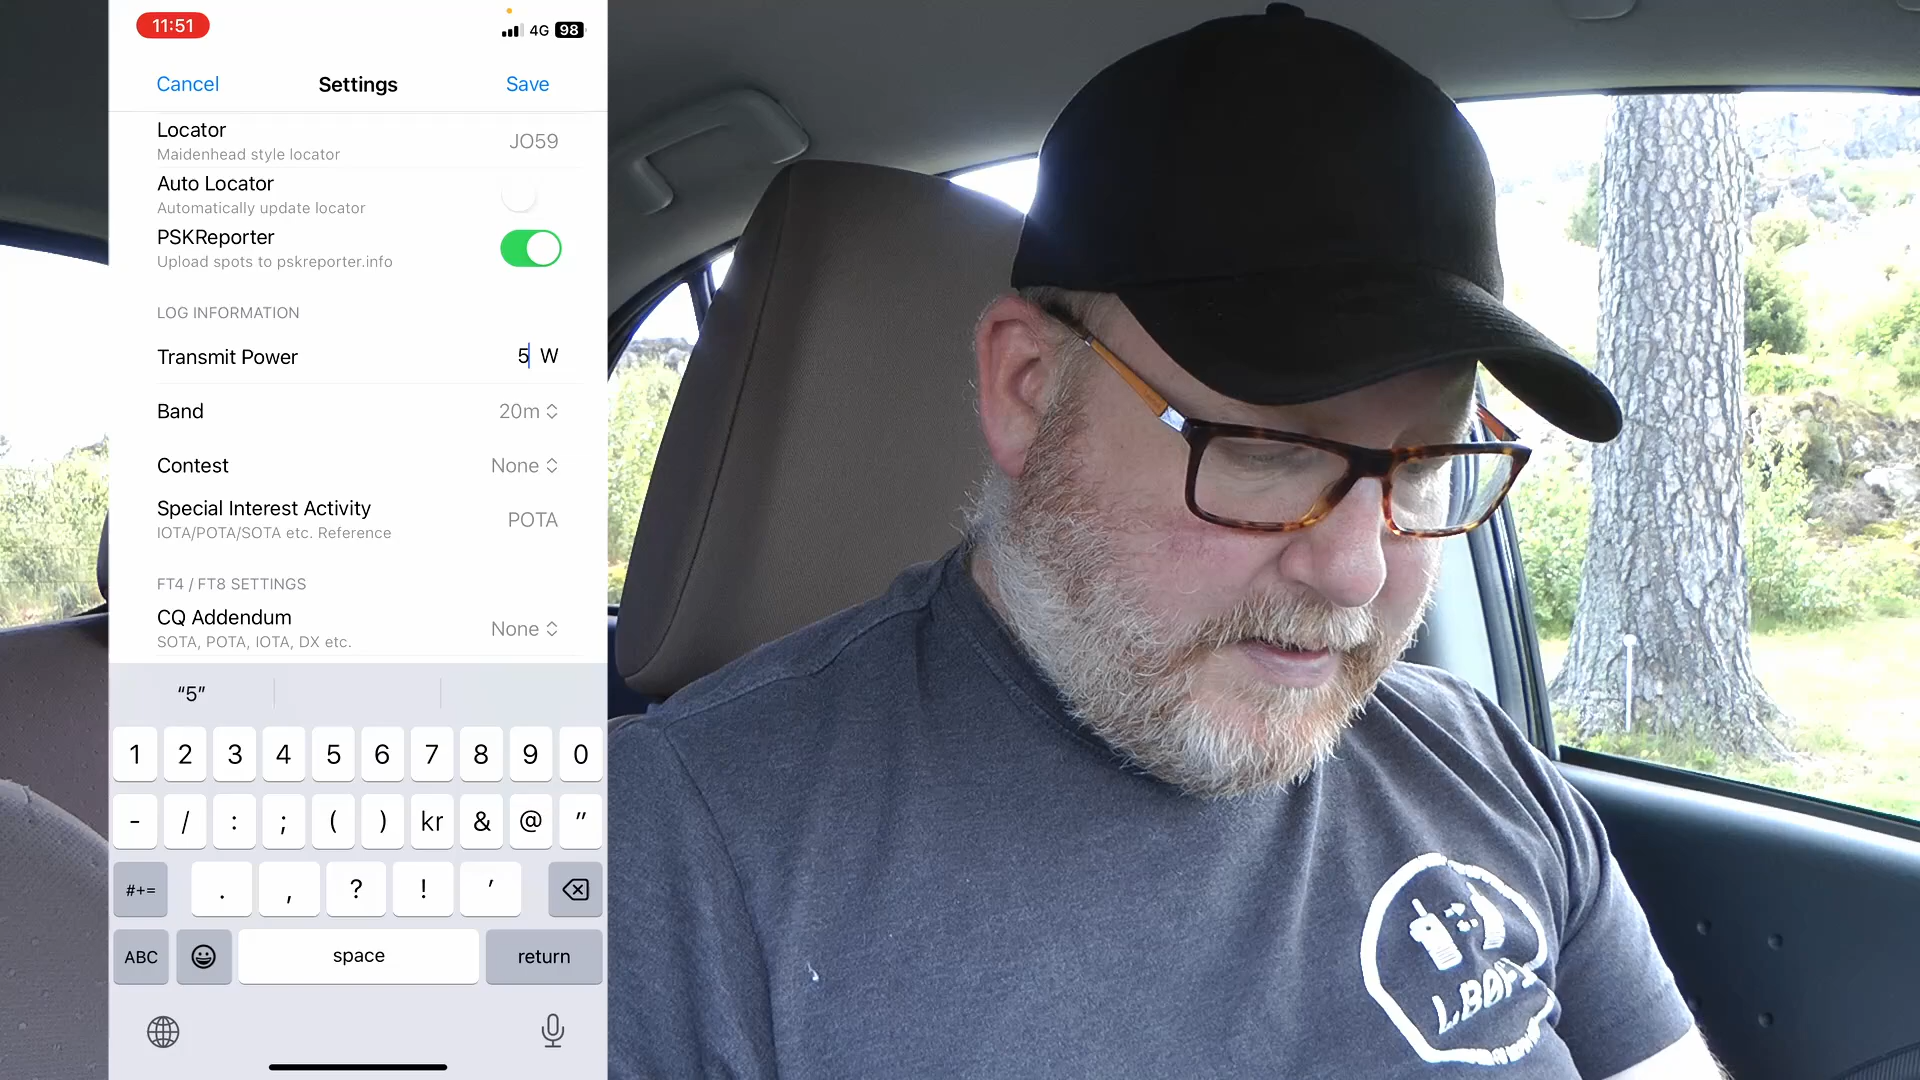 11:51
4G 98
Cancel Settings Save
Locator
JO59
Maidenhead style locator
Auto Locator
Automatically update locator
PSKReporter
Upload spots to pskreporter.info
LOG INFORMATION
Transmit Power 5 W
Band 20m
Contest None
Special Interest Activity
POTA
IOTA/POTA/SOTA etc. Reference
FT4 / FT8 SETTINGS
CQ Addendum
None
SOTA, POTA, IOTA, DX etc.
“5”
1 2 3 4 5 6 7 8 9 0
- / : ; ( ) kr & @ "
#+= . , ? ! '
ABC space return